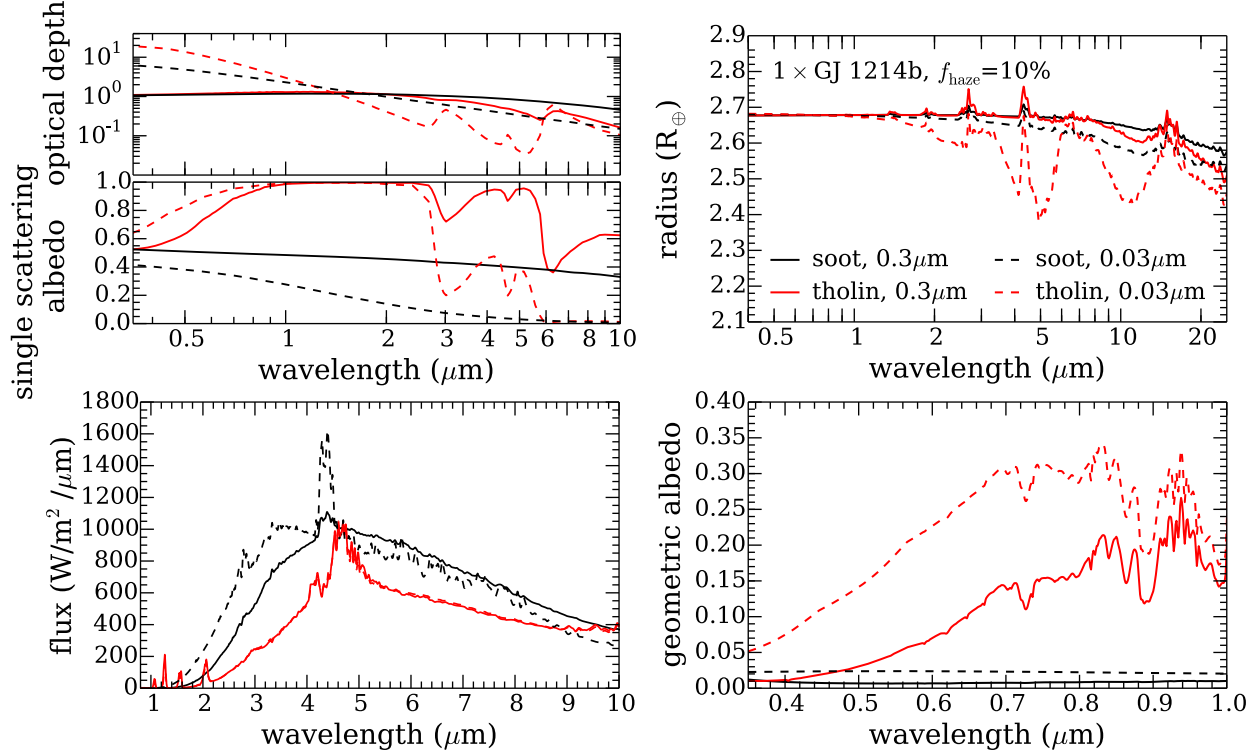 optical depth
10¹
10⁰
10⁻¹
single scattering
albedo
1.0
0.8
0.6
0.4
0.2
0.0
0.5 1 2 3 4 5 6 8 10
wavelength (μm)
radius (R⊕)
2.9
2.8
2.7
2.6
2.5
2.4
2.3
2.2
2.1
1 × GJ 1214b, f_haze=10%
soot, 0.3μm
tholin, 0.3μm
soot, 0.03μm
tholin, 0.03μm
1 2 5 10 20
wavelength (μm)
flux (W/m² /μm)
1800
1600
1400
1200
1000
800
600
400
200
0
1 2 3 4 5 6 7 8 9 10
wavelength (μm)
geometric albedo
0.40
0.35
0.30
0.25
0.20
0.15
0.10
0.05
0.00
0.4 0.5 0.6 0.7 0.8 0.9 1.0
wavelength (μm)